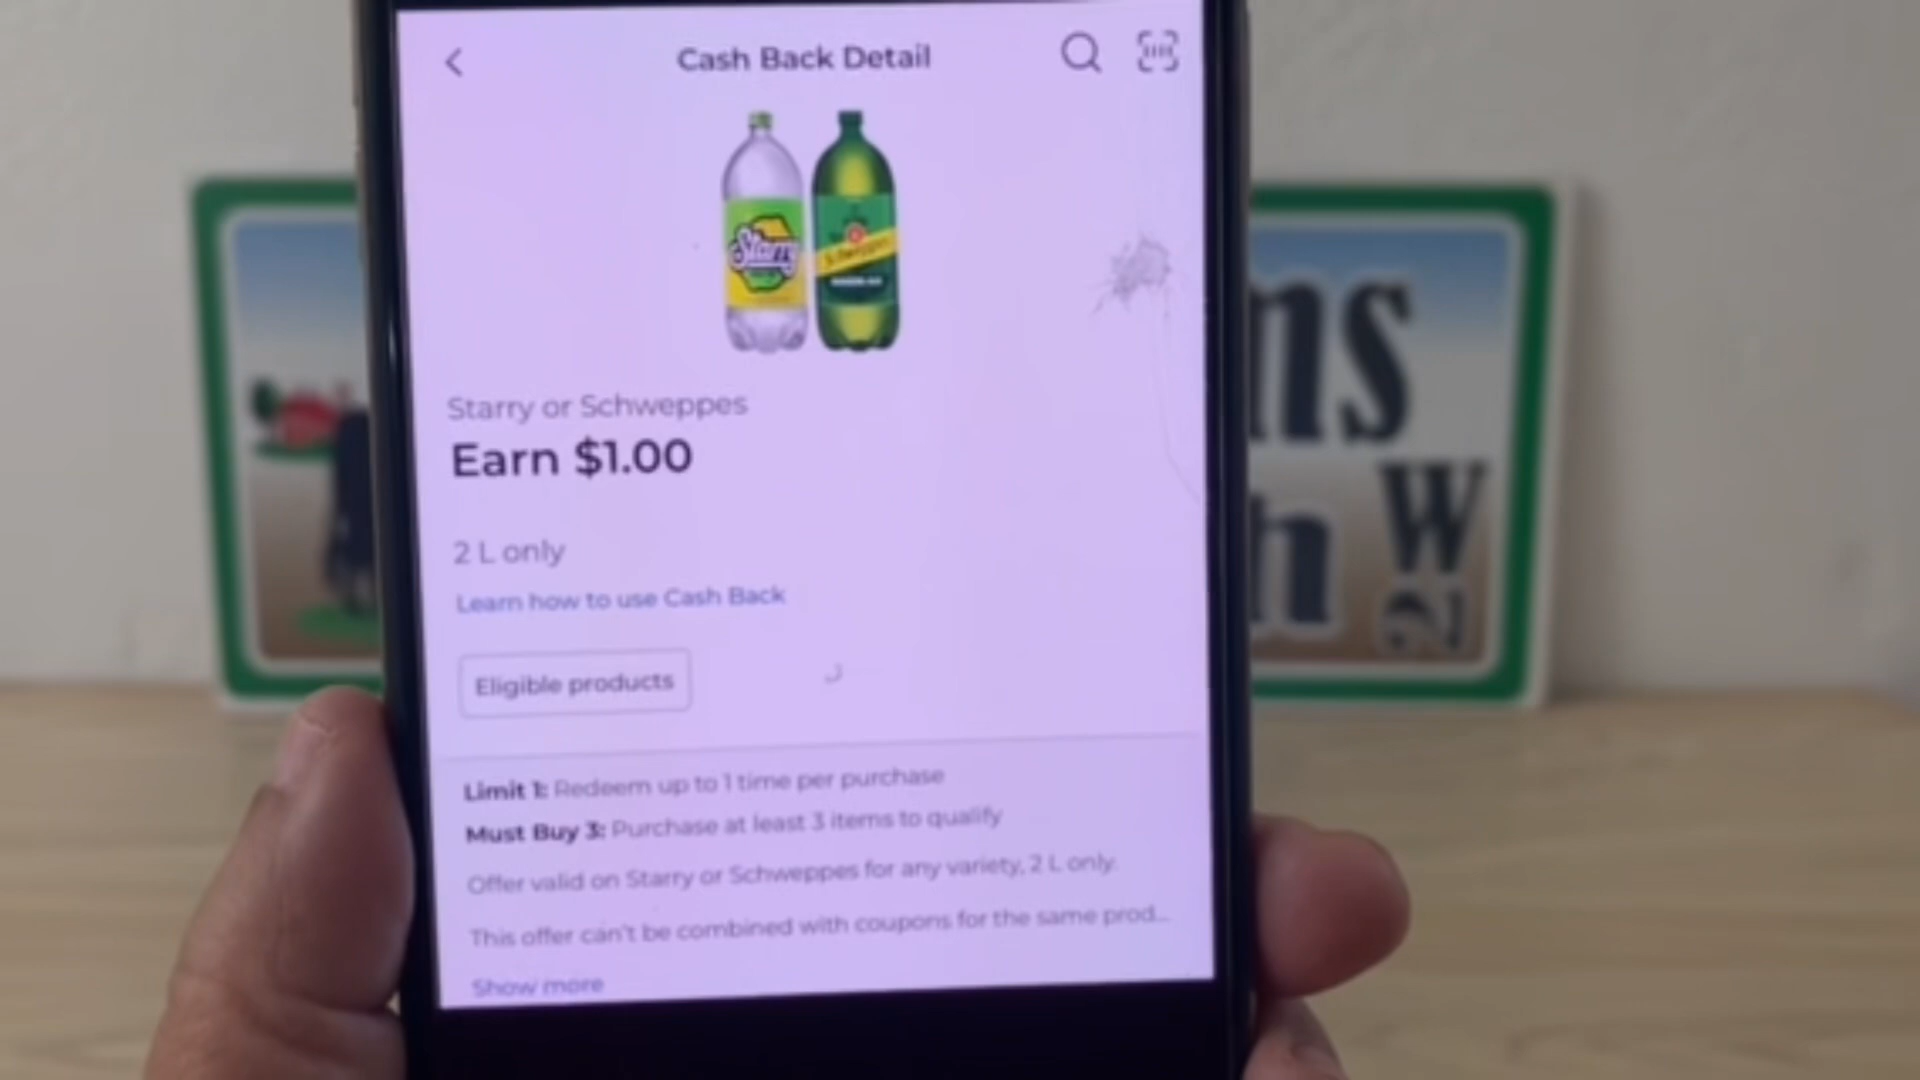 Cash Back Detail
Starry
Schweppes
Starry or Schweppes
Earn $1.00
2 L only
Learn how to use Cash Back
Eligible products
Limit 1: Redeem up to 1 time per purchase
Must Buy 3: Purchase at least 3 items to qualify
Offer valid on Starry or Schweppes for any variety, 2 L only.
This offer can't be combined with coupons for the same prod...
Show more
ns
h W